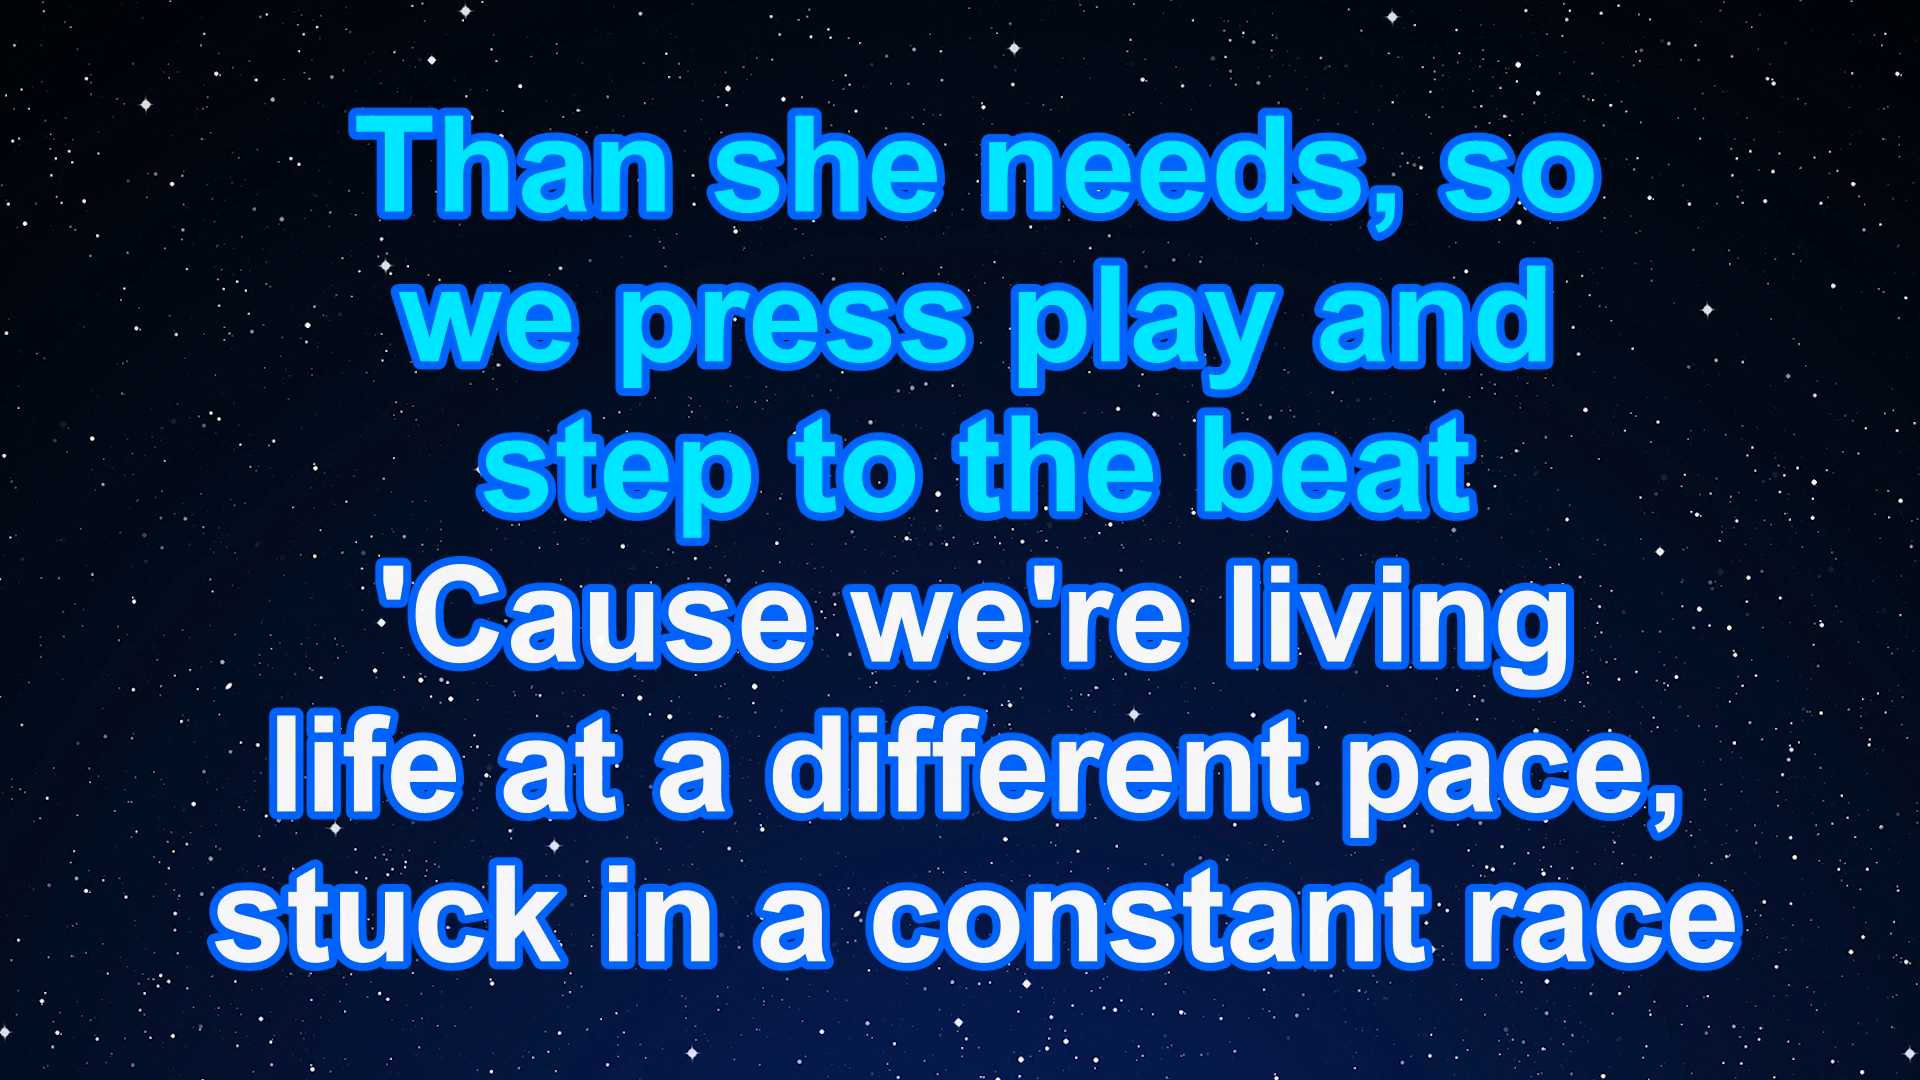 Than she needs, so
we press play and
step to the beat
'Cause we're living
life at a different pace,
stuck in a constant race